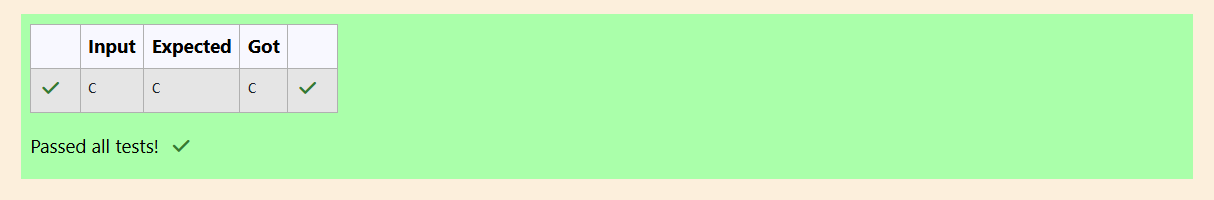 Input Expected Got
C C C
Passed all tests!